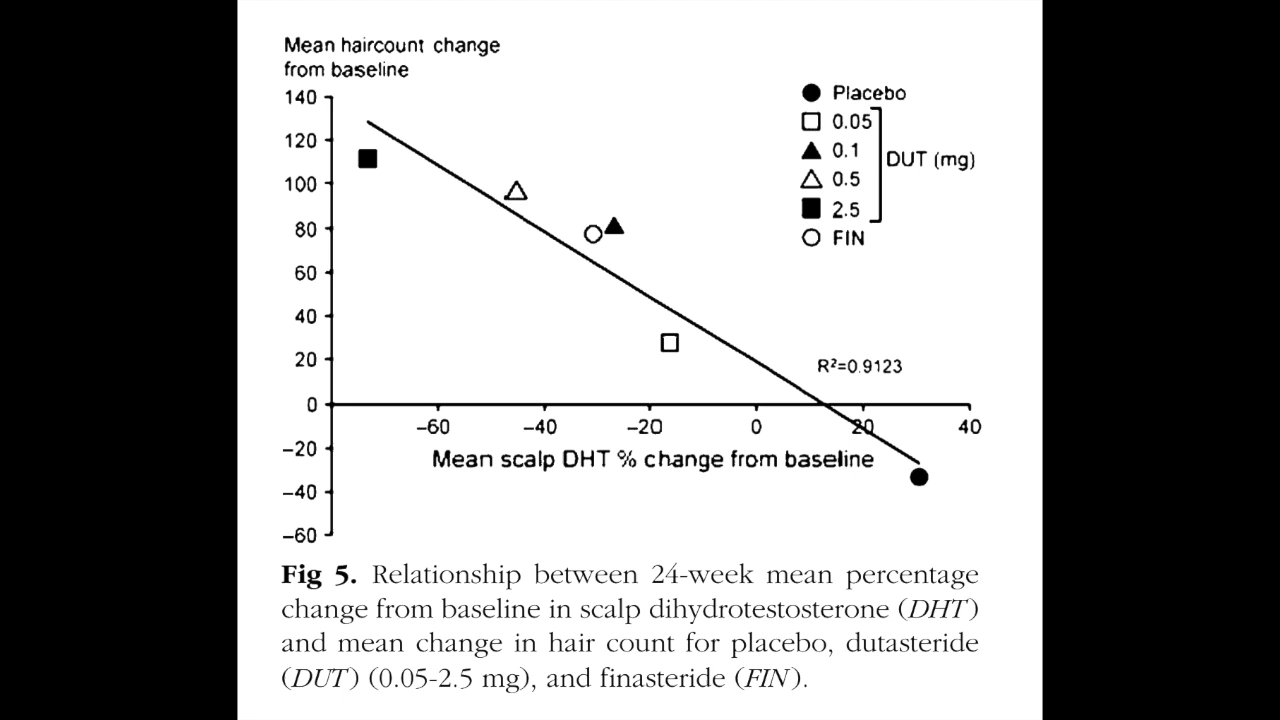 Mean haircount change
from baseline
140
120
100
80
60
40
20
0
−20
−40
−60
Placebo
0.05
0.1
0.5
2.5
FIN
DUT (mg)
R²=0.9123
−60 −40 −20 0 20 40
Mean scalp DHT % change from baseline
Fig 5. Relationship between 24-week mean percentage
change from baseline in scalp dihydrotestosterone (DHT)
and mean change in hair count for placebo, dutasteride
(DUT) (0.05-2.5 mg), and finasteride (FIN).